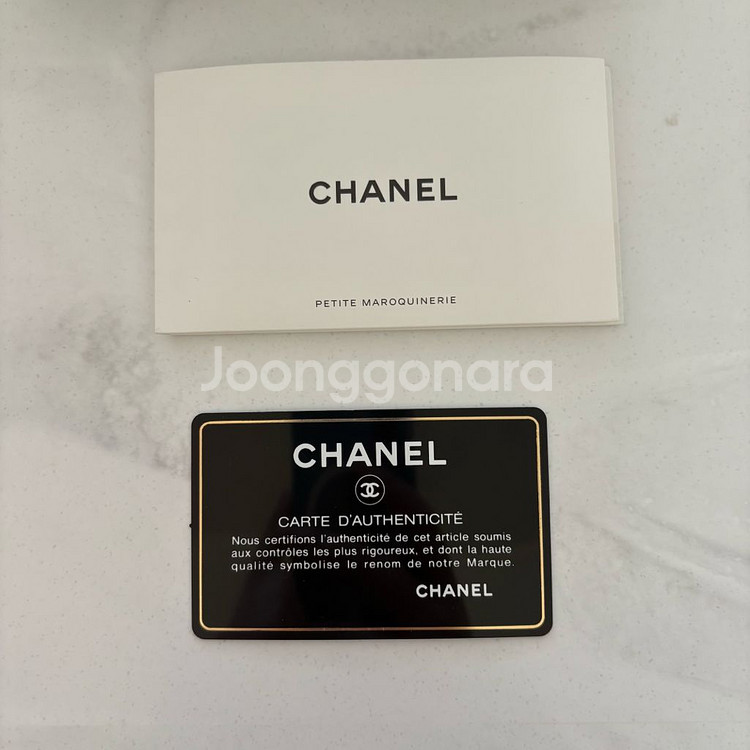 CHANEL
PETITE MAROQUINERIE
Joonggonara
CHANEL
CARTE D'AUTHENTICITÉ
Nous certifions l'authenticité de cet article soumis
aux contrôles les plus rigoureux, et dont la haute
qualité symbolise le renom de notre Marque.
CHANEL